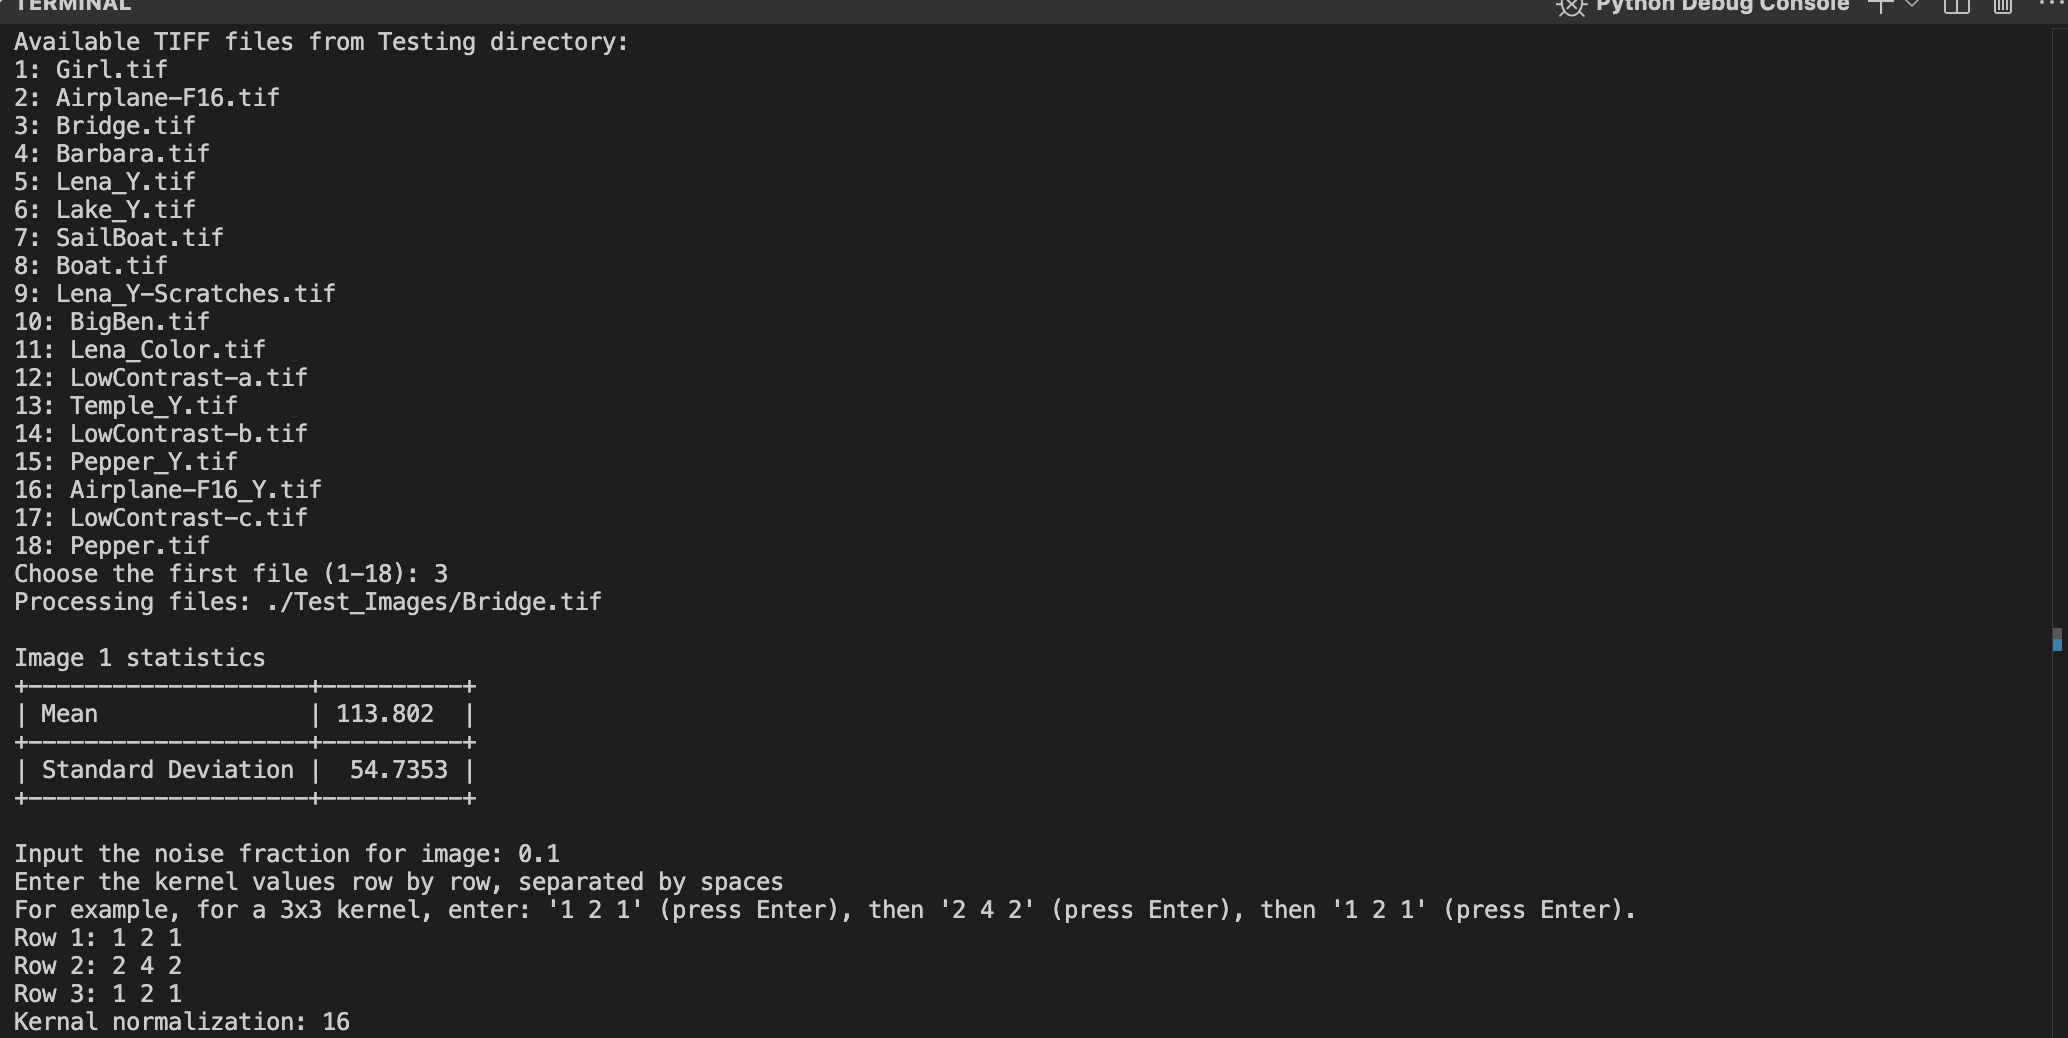 TERMINAL
Python Debug Console
Available TIFF files from Testing directory:
1: Girl.tif
2: Airplane-F16.tif
3: Bridge.tif
4: Barbara.tif
5: Lena_Y.tif
6: Lake_Y.tif
7: SailBoat.tif
8: Boat.tif
9: Lena_Y-Scratches.tif
10: BigBen.tif
11: Lena_Color.tif
12: LowContrast-a.tif
13: Temple_Y.tif
14: LowContrast-b.tif
15: Pepper_Y.tif
16: Airplane-F16_Y.tif
17: LowContrast-c.tif
18: Pepper.tif
Choose the first file (1-18): 3
Processing files: ./Test_Images/Bridge.tif
Image 1 statistics
+--------------------+----------+
| Mean               | 113.802  |
+--------------------+----------+
| Standard Deviation |  54.7353 |
+--------------------+----------+
Input the noise fraction for image: 0.1
Enter the kernel values row by row, separated by spaces
For example, for a 3x3 kernel, enter: '1 2 1' (press Enter), then '2 4 2' (press Enter), then '1 2 1' (press Enter).
Row 1: 1 2 1
Row 2: 2 4 2
Row 3: 1 2 1
Kernal normalization: 16